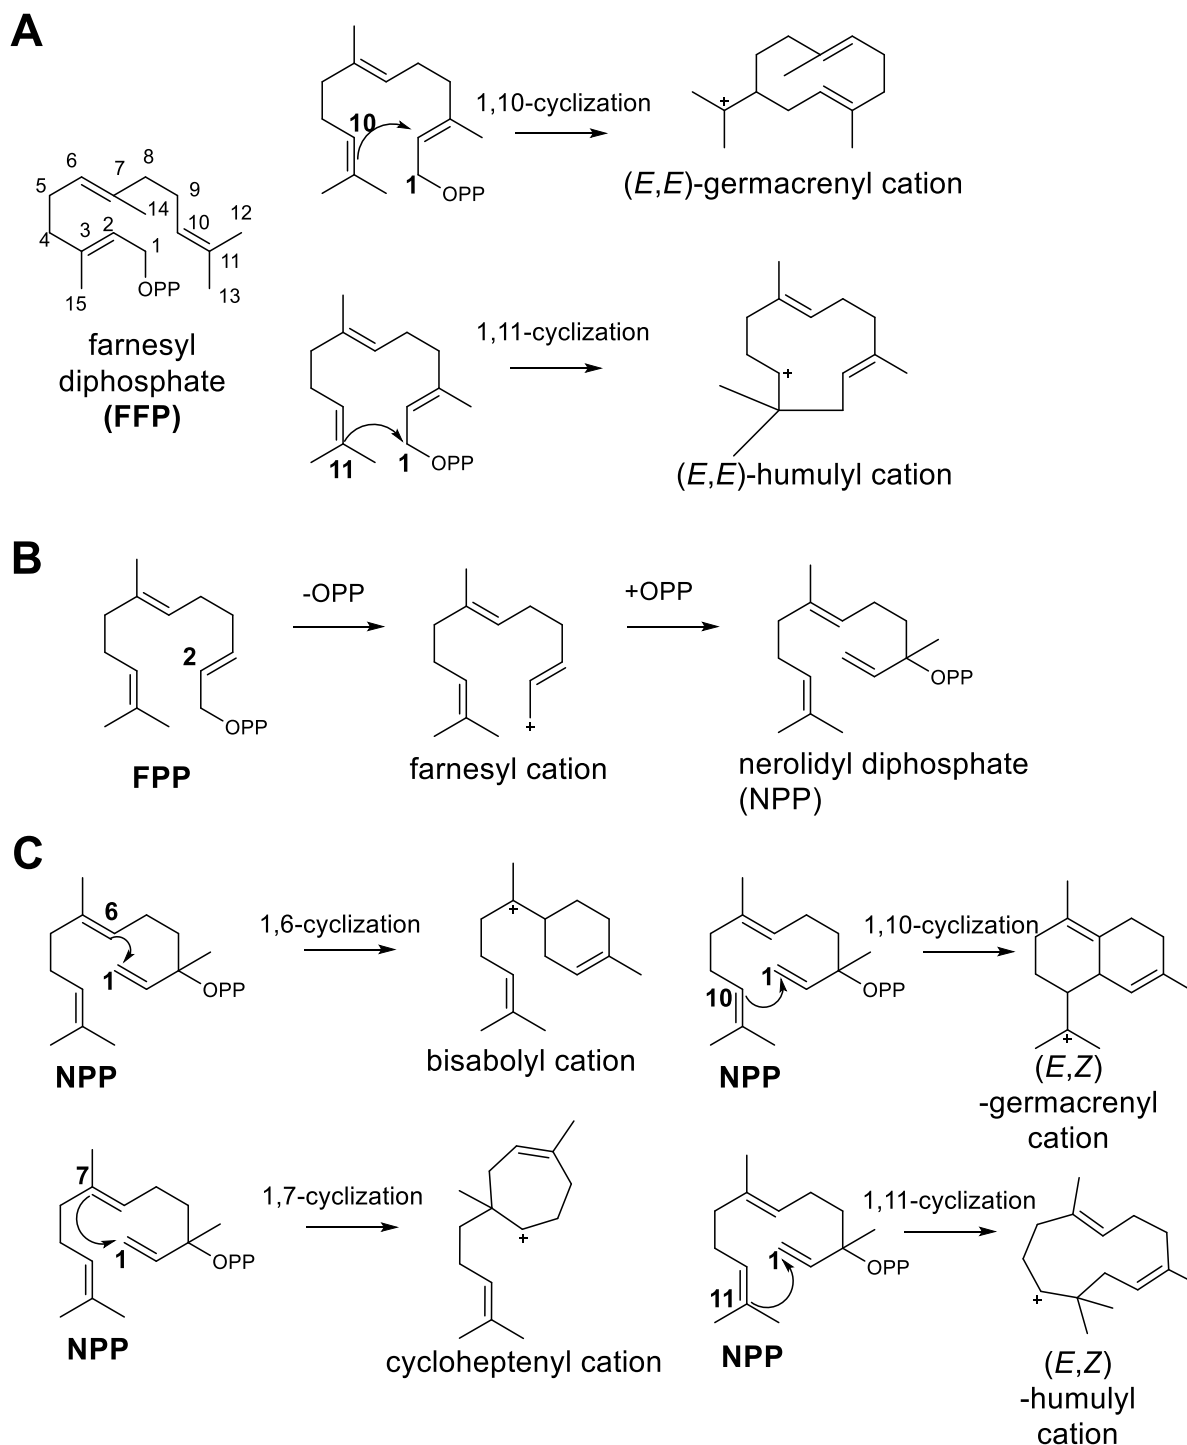 A
10
1,10-cyclization
+
1
OPP
(E,E)-germacrenyl cation
6
7
8
5
9
14
10
12
4
3
2
1
11
OPP
15
13
farnesyl
diphosphate
(FFP)
1,11-cyclization
+
11
1
OPP
(E,E)-humulyl cation
B
-OPP
+OPP
2
OPP
OPP
+
FPP
farnesyl cation
nerolidyl diphosphate
(NPP)
C
6
1
OPP
NPP
1,6-cyclization
+
bisabolyl cation
1
10
OPP
NPP
1,10-cyclization
+
(E,Z)
-germacrenyl
cation
7
1
OPP
NPP
1,7-cyclization
+
cycloheptenyl cation
1
11
OPP
NPP
1,11-cyclization
+
(E,Z)
-humulyl
cation